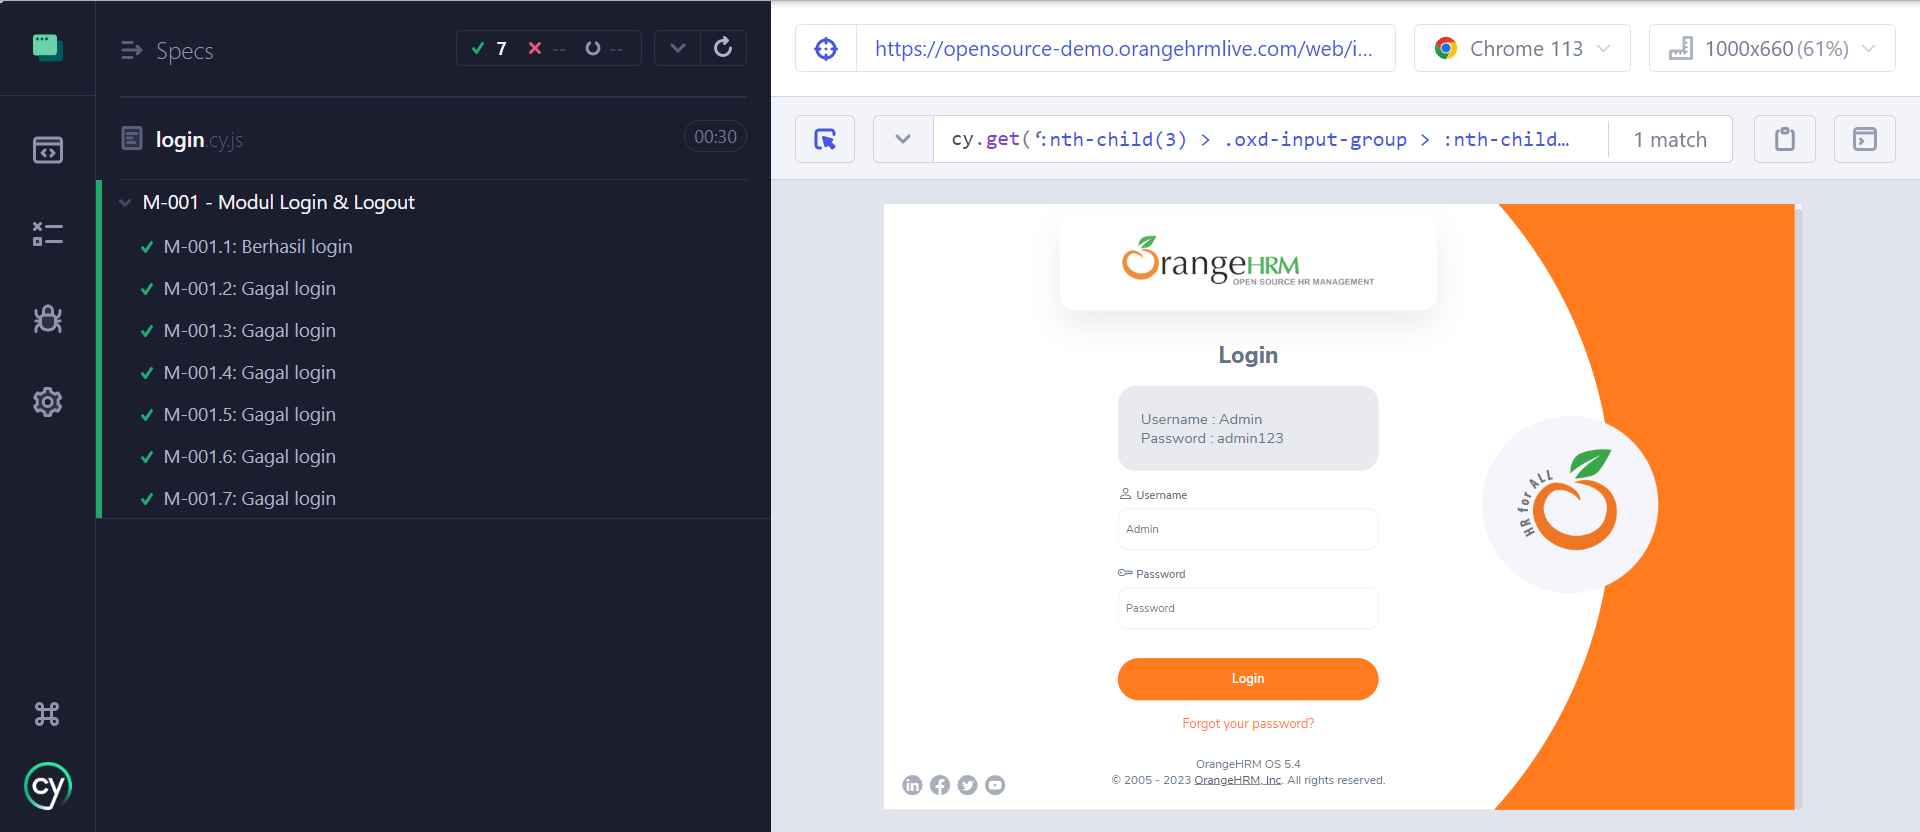 Specs
7 -- --
login.cy.js
00:30
M-001 - Modul Login & Logout
M-001.1: Berhasil login
M-001.2: Gagal login
M-001.3: Gagal login
M-001.4: Gagal login
M-001.5: Gagal login
M-001.6: Gagal login
M-001.7: Gagal login
cy
https://opensource-demo.orangehrmlive.com/web/i...
Chrome 113
1000x660 (61%)
cy.get(':nth-child(3) > .oxd-input-group > :nth-child…
1 match
OrangeHRM
OPEN SOURCE HR MANAGEMENT
Login
Username : Admin
Password : admin123
Username
Admin
Password
Password
Login
Forgot your password?
OrangeHRM OS 5.4
© 2005 - 2023 OrangeHRM, Inc. All rights reserved.
HR for ALL